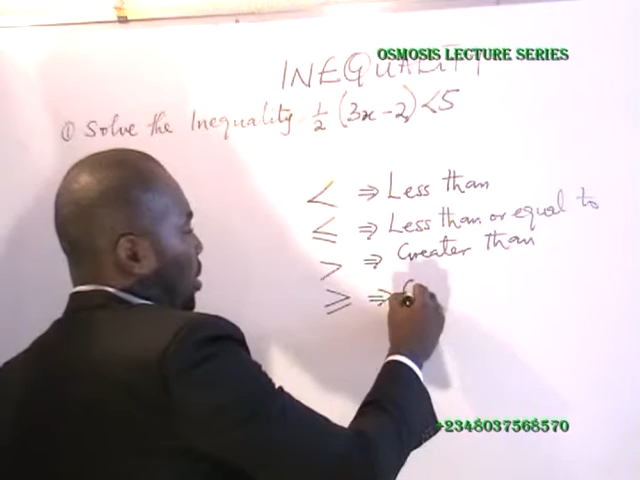 OSMOSIS LECTURE SERIES
INEQUALITY
① Solve the Inequality 1/2 (3x - 2) < 5
< ⇒ Less than
≤ ⇒ Less than or equal to
> ⇒ Greater than
≥ ⇒ G
+2348037568570